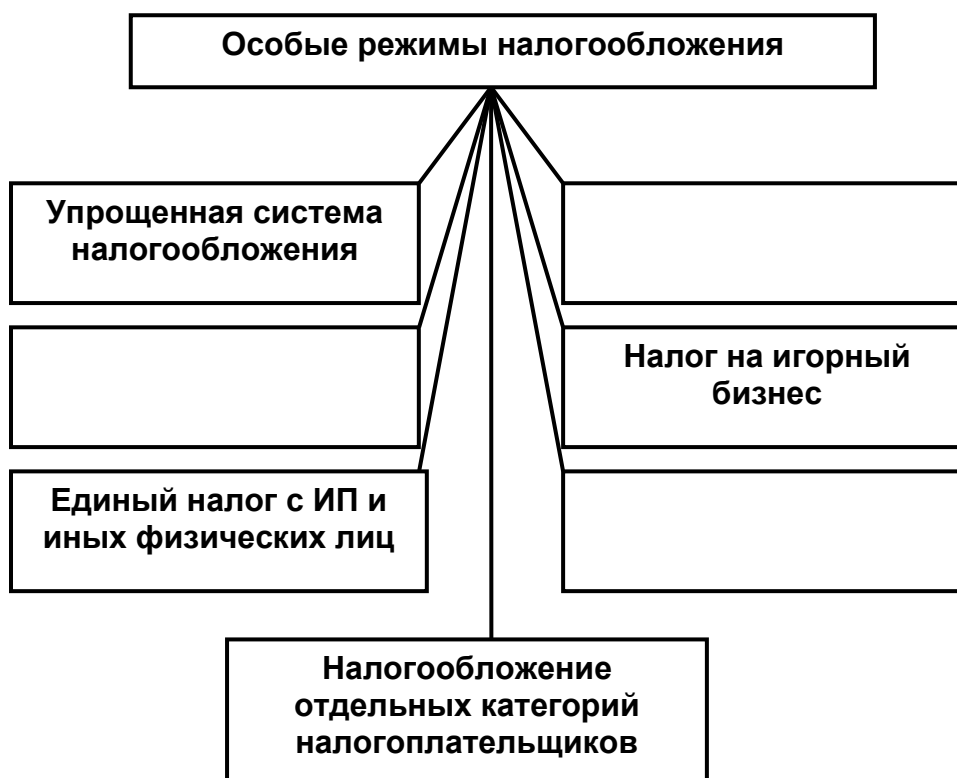 Особые режимы налогообложения
Упрощенная система
налогообложения
Налог на игорный
бизнес
Единый налог с ИП и
иных физических лиц
Налогообложение
отдельных категорий
налогоплательщиков